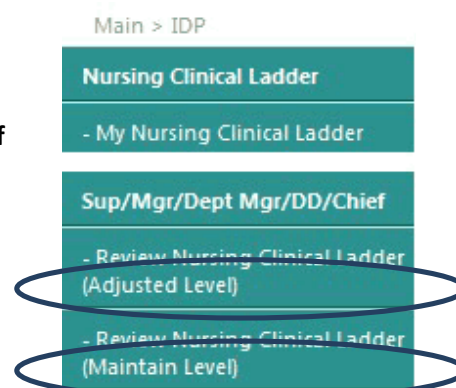 Main > IDP
Nursing Clinical Ladder
f
- My Nursing Clinical Ladder
Sup/Mgr/Dept Mgr/DD/Chief
- Review Nursing Clinical Ladder
(Adjusted Level)
- Review Nursing Clinical Ladder
(Maintain Level)